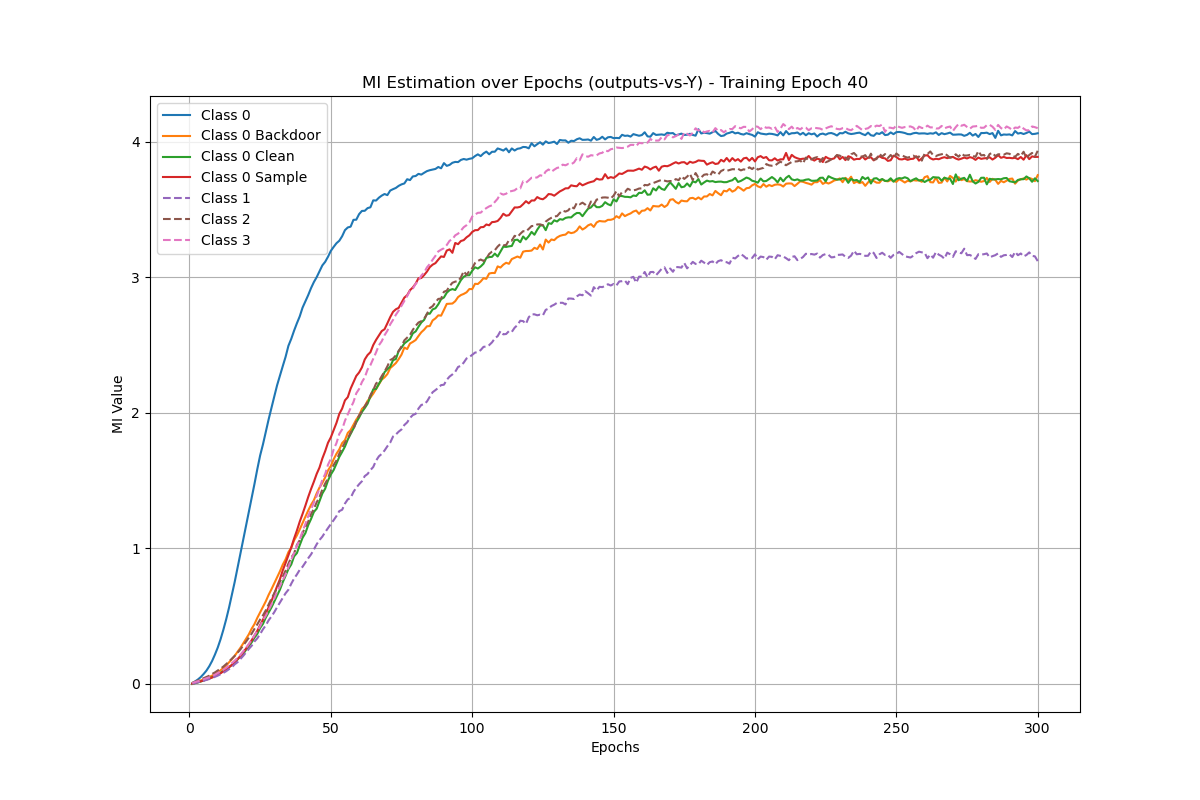 MI Estimation over Epochs (outputs-vs-Y) - Training Epoch 40
Class 0
Class 0 Backdoor
Class 0 Clean
Class 0 Sample
Class 1
Class 2
Class 3
MI Value
4
3
2
1
0
0 50 100 150 200 250 300
Epochs